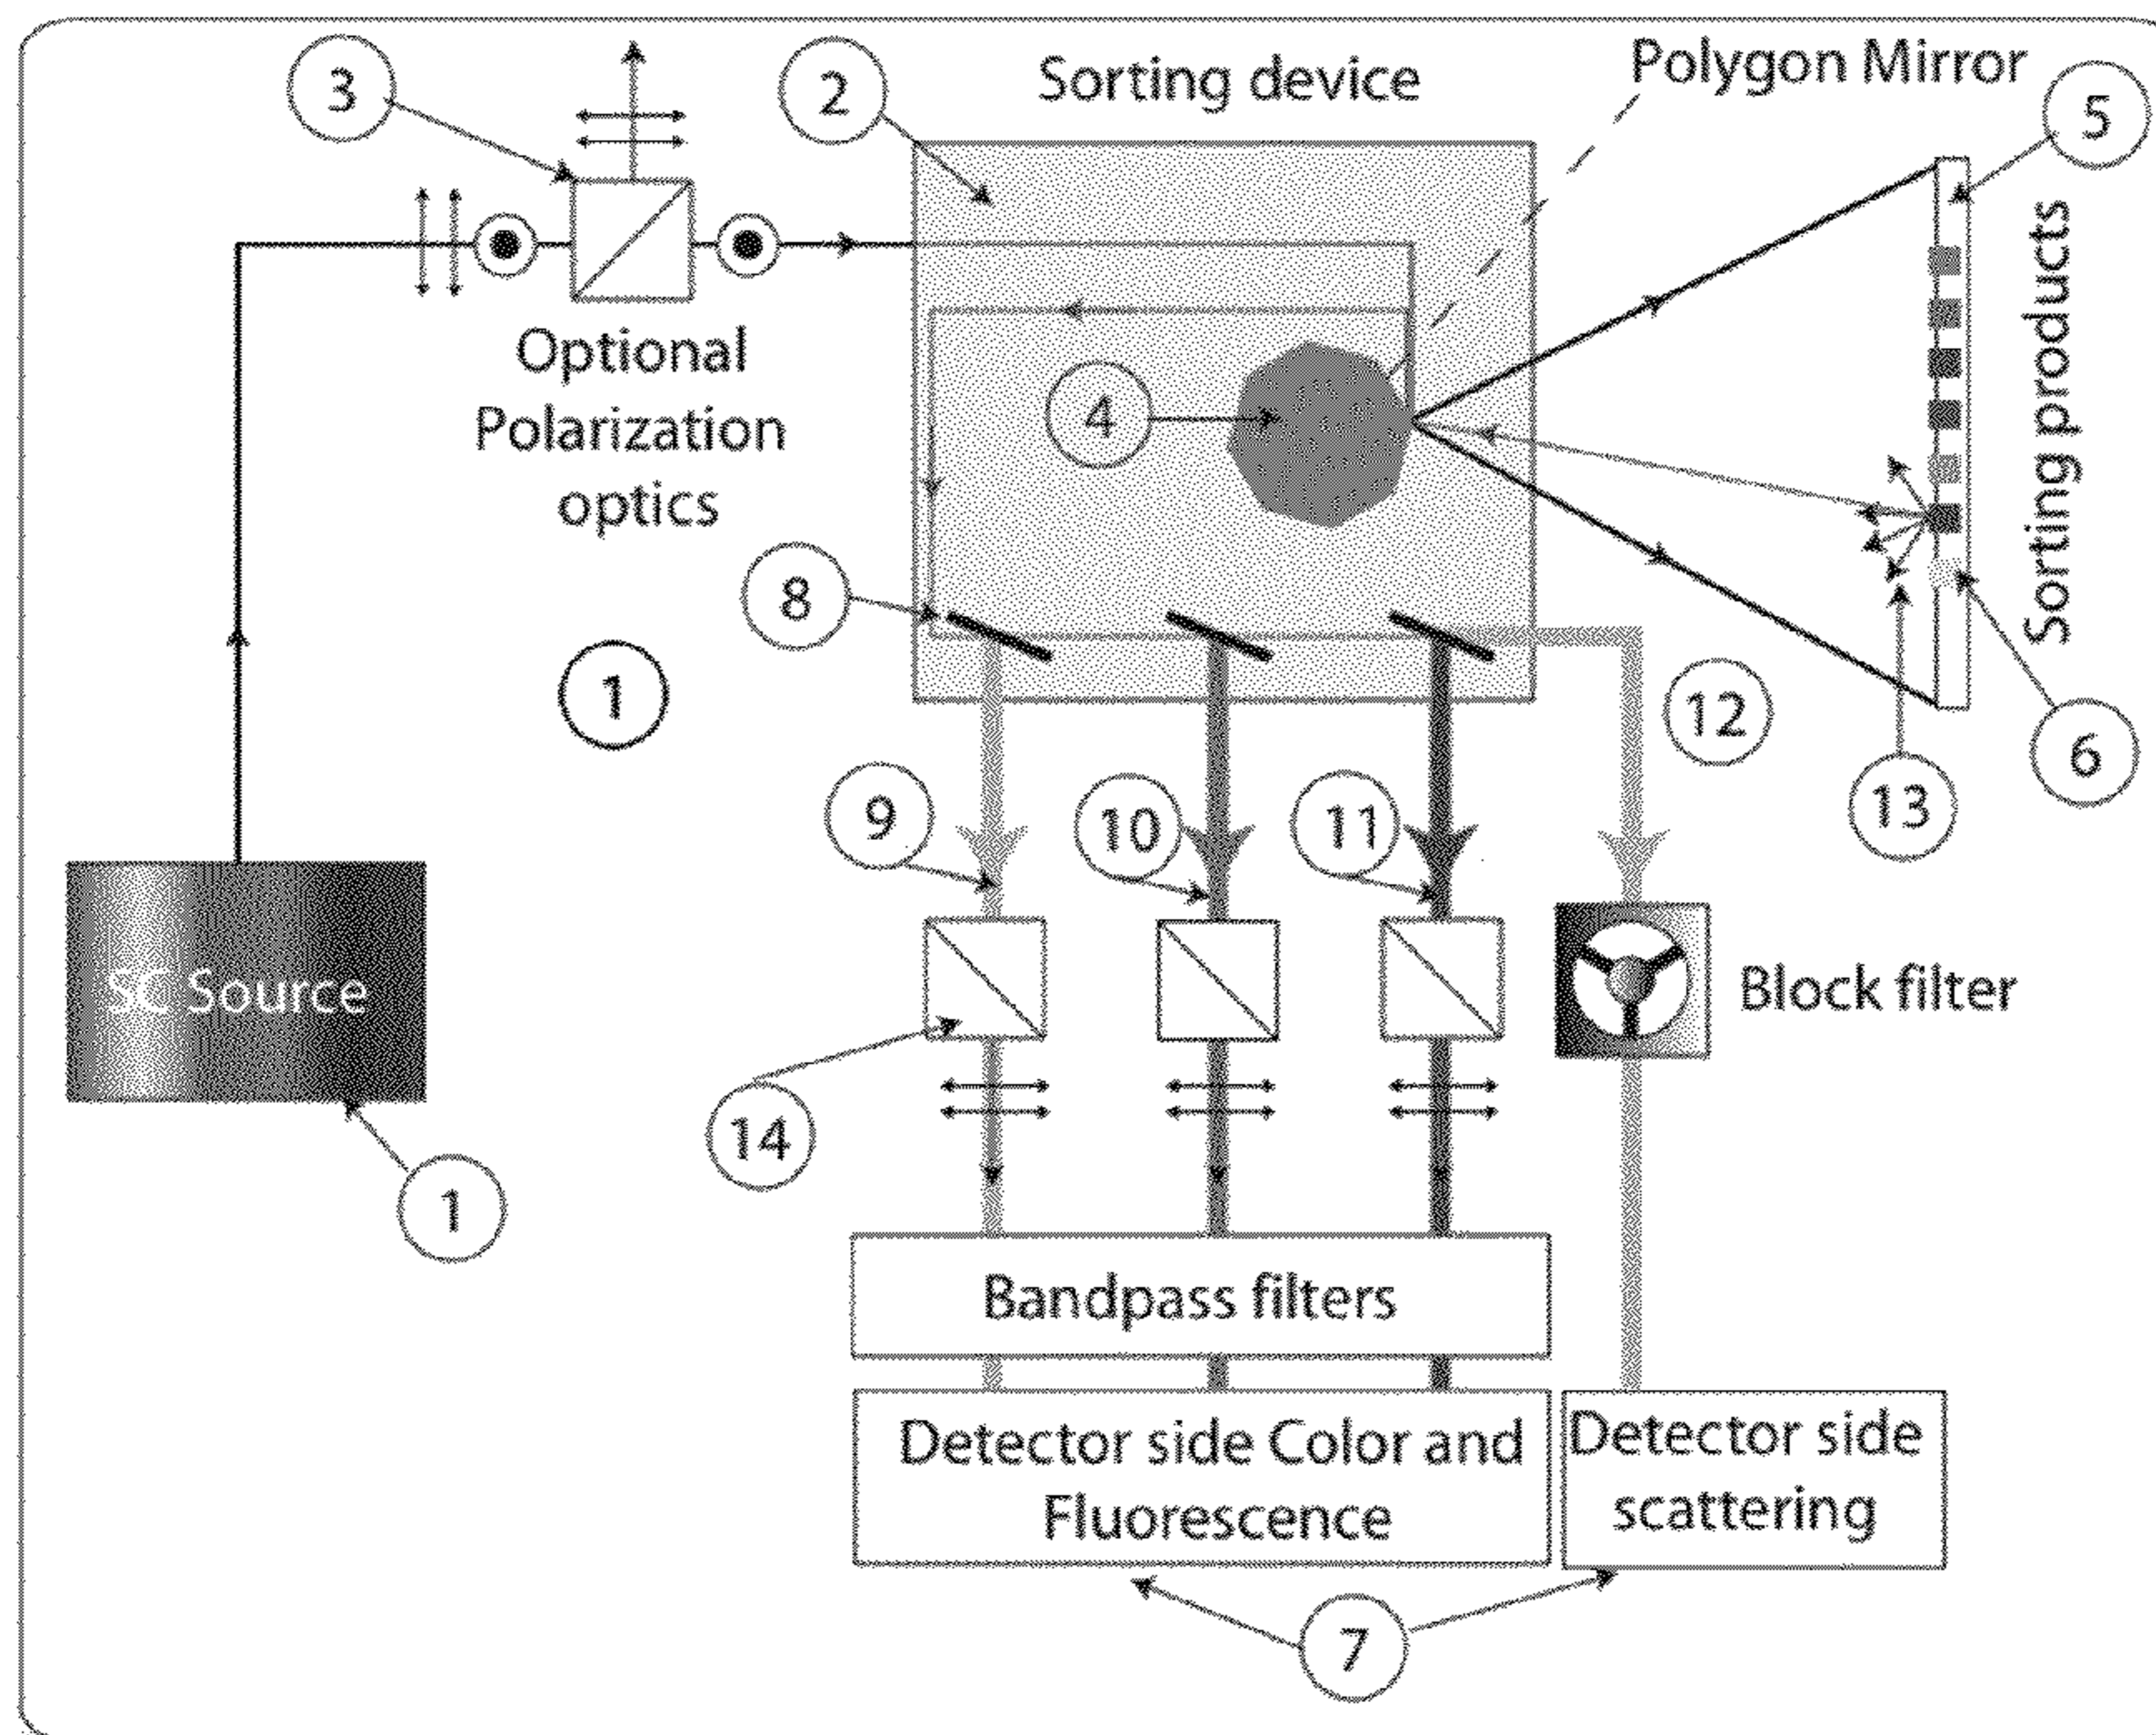 3
2
Sorting device
Polygon Mirror
5
Sorting products
Optional
Polarization
optics
4
8
1
12
6
13
9
10
11
SC Source
Block filter
14
1
Bandpass filters
Detector side Color and
Fluorescence
Detector side
scattering
7